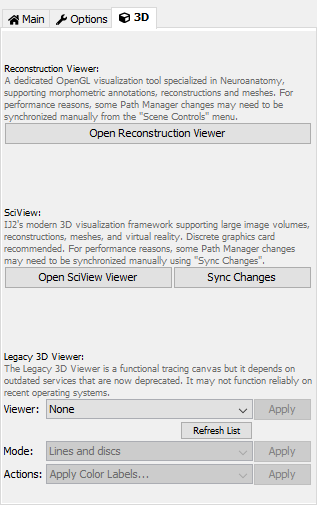 Main Options 3D
Reconstruction Viewer:
A dedicated OpenGL visualization tool specialized in Neuroanatomy,
supporting morphometric annotations, reconstructions and meshes. For
performance reasons, some Path Manager changes may need to be
synchronized manually from the "Scene Controls" menu.
Open Reconstruction Viewer
SciView:
IJ2's modern 3D visualization framework supporting large image volumes,
reconstructions, meshes, and virtual reality. Discrete graphics card
recommended. For performance reasons, some Path Manager changes
may need to be synchronized manually using "Sync Changes".
Open SciView Viewer Sync Changes
Legacy 3D Viewer:
The Legacy 3D Viewer is a functional tracing canvas but it depends on
outdated services that are now deprecated. It may not function reliably on
recent operating systems.
Viewer: None Apply
Refresh List
Mode: Lines and discs Apply
Actions: Apply Color Labels... Apply